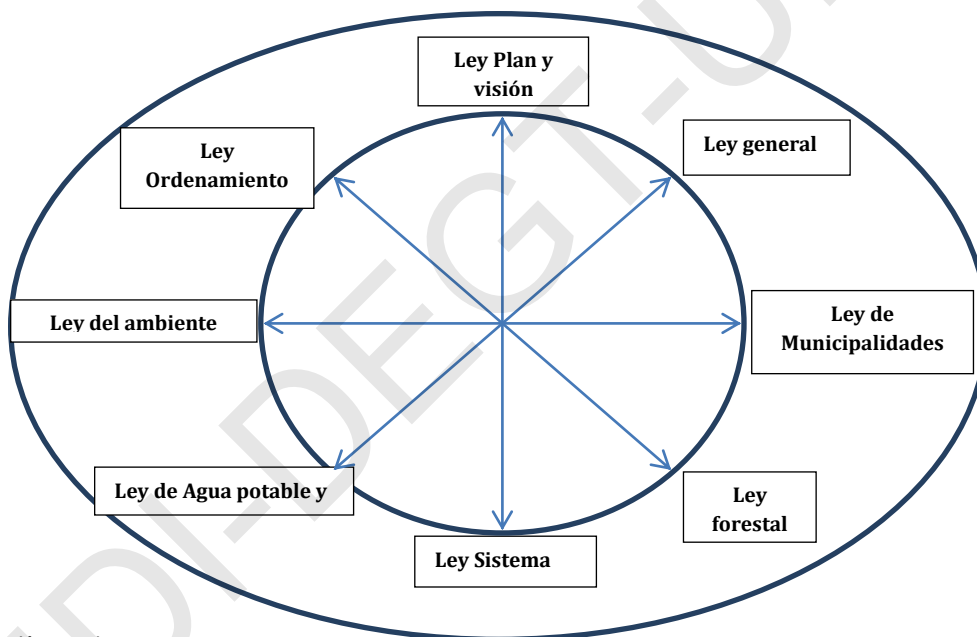 Ley Plan y
visión
Ley general
Ley
Ordenamiento
Ley del ambiente
Ley de
Municipalidades
Ley de Agua potable y
Ley
forestal
Ley Sistema